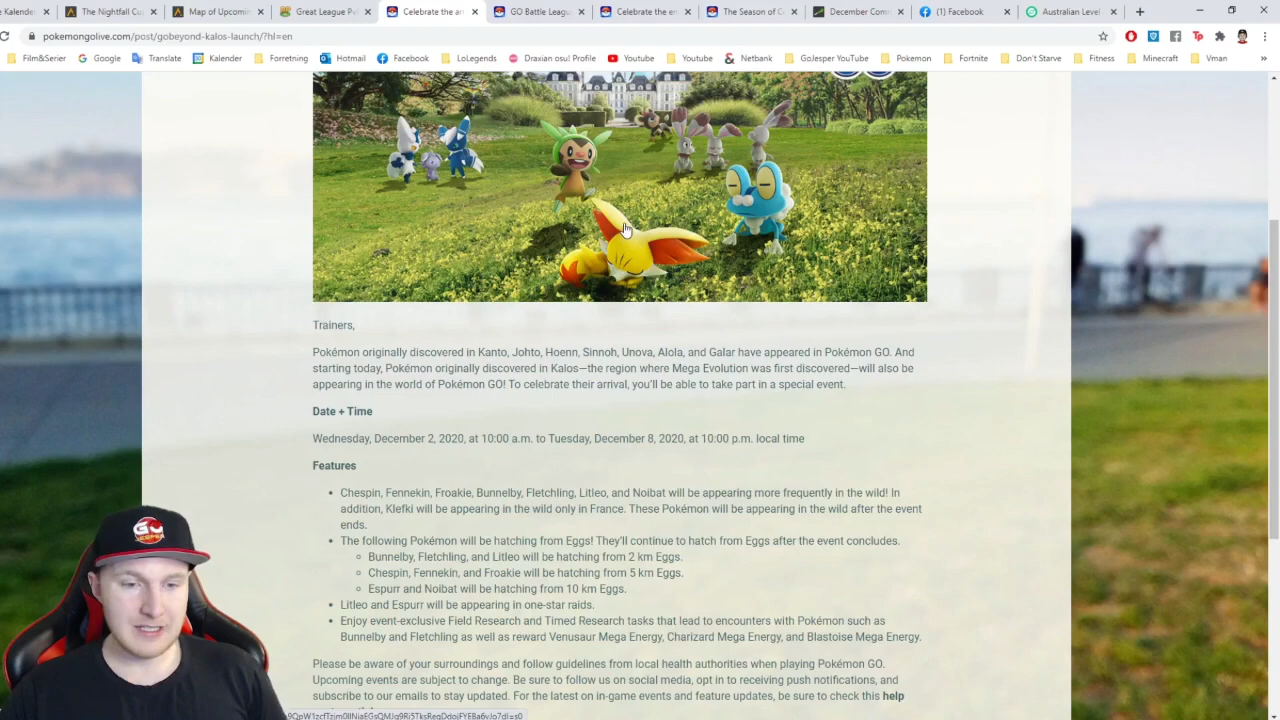 e Kalender
The Nightfall Cu
Map of Upcomin
Great League Pv
Celebrate the ar
GO Battle Leagu
Celebrate the en
The Season of C
December Com
(1) Facebook
Australian Level
pokemongolive.com/post/gobeyond-kalos-launch/?hl=en
Film&Serier
Google
Translate
Kalender
Forretning
Hotmail
Facebook
LoLegends
Draxian osu! Profile
Youtube
Youtube
Netbank
GoJesper YouTube
Pokemon
Fortnite
Don't Starve
Fitness
Minecraft
Vman
»
Trainers,
Pokémon originally discovered in Kanto, Johto, Hoenn, Sinnoh, Unova, Alola, and Galar have appeared in Pokémon GO. And
starting today, Pokémon originally discovered in Kalos—the region where Mega Evolution was first discovered—will also be
appearing in the world of Pokémon GO! To celebrate their arrival, you'll be able to take part in a special event.
Date + Time
Wednesday, December 2, 2020, at 10:00 a.m. to Tuesday, December 8, 2020, at 10:00 p.m. local time
Features
• Chespin, Fennekin, Froakie, Bunnelby, Fletchling, Litleo, and Noibat will be appearing more frequently in the wild! In
addition, Klefki will be appearing in the wild only in France. These Pokémon will be appearing in the wild after the event
ends.
• The following Pokémon will be hatching from Eggs! They'll continue to hatch from Eggs after the event concludes.
◦ Bunnelby, Fletchling, and Litleo will be hatching from 2 km Eggs.
◦ Chespin, Fennekin, and Froakie will be hatching from 5 km Eggs.
◦ Espurr and Noibat will be hatching from 10 km Eggs.
• Litleo and Espurr will be appearing in one-star raids.
• Enjoy event-exclusive Field Research and Timed Research tasks that lead to encounters with Pokémon such as
Bunnelby and Fletchling as well as reward Venusaur Mega Energy, Charizard Mega Energy, and Blastoise Mega Energy.
Please be aware of your surroundings and follow guidelines from local health authorities when playing Pokémon GO.
Upcoming events are subject to change. Be sure to follow us on social media, opt in to receiving push notifications, and
subscribe to our emails to stay updated. For the latest on in-game events and feature updates, be sure to check this help
GO